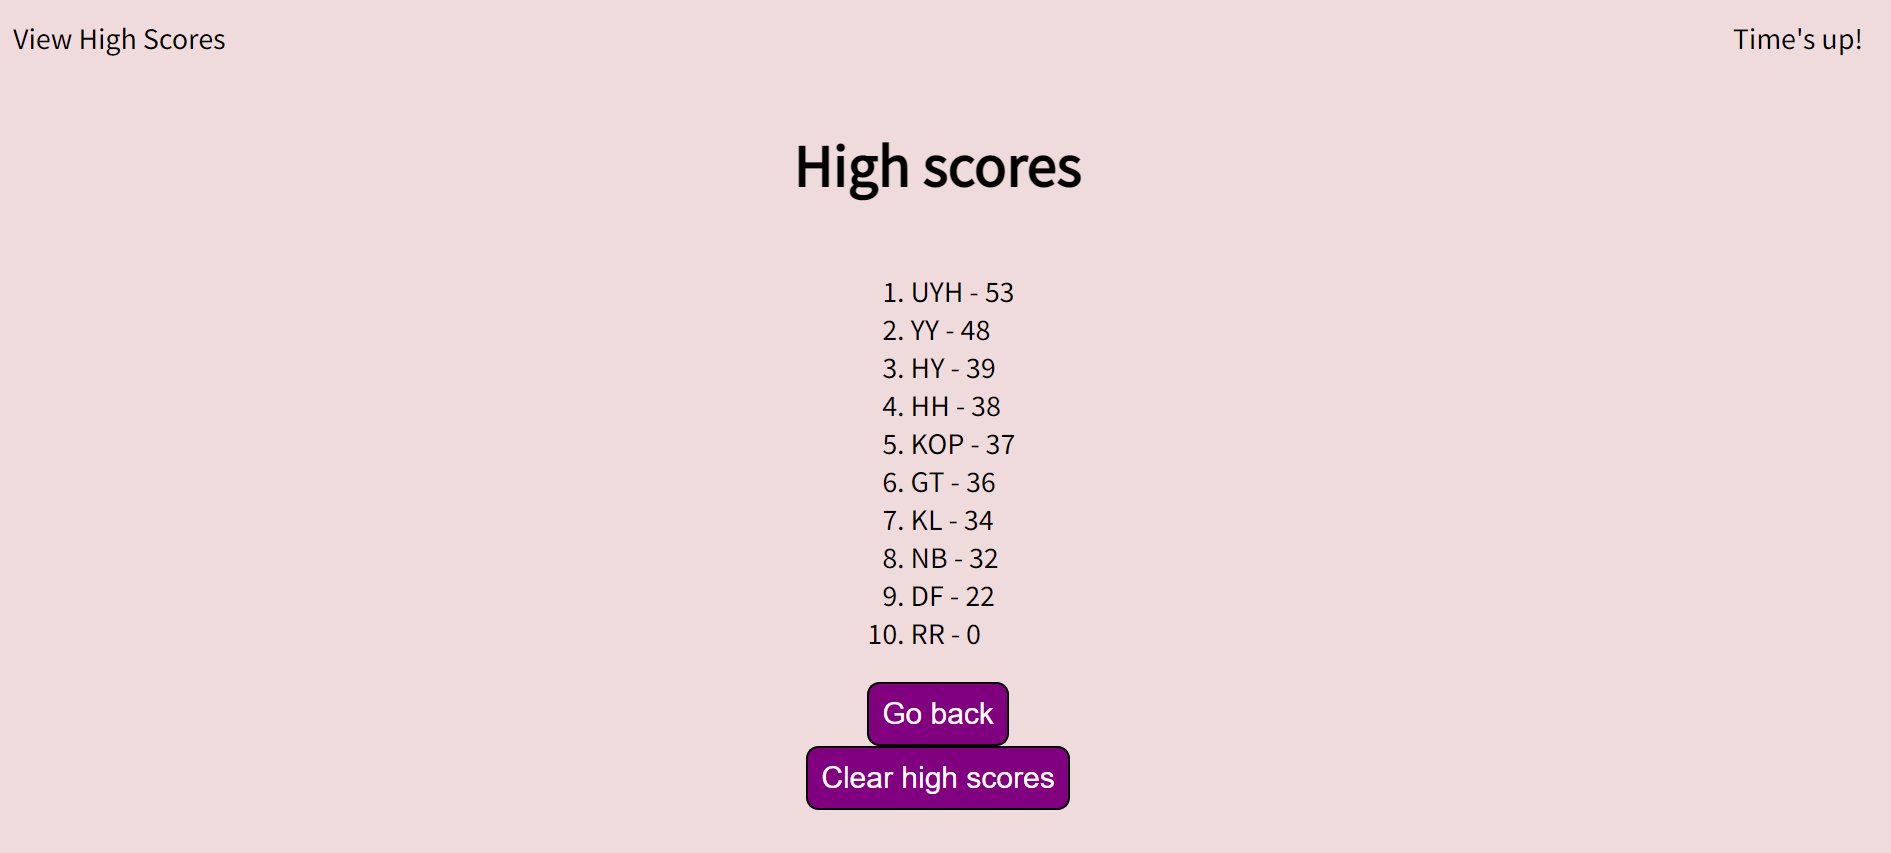 View High Scores
Time's up!
High scores
1. UYH - 53
2. YY - 48
3. HY - 39
4. HH - 38
5. KOP - 37
6. GT - 36
7. KL - 34
8. NB - 32
9. DF - 22
10. RR - 0
Go back
Clear high scores